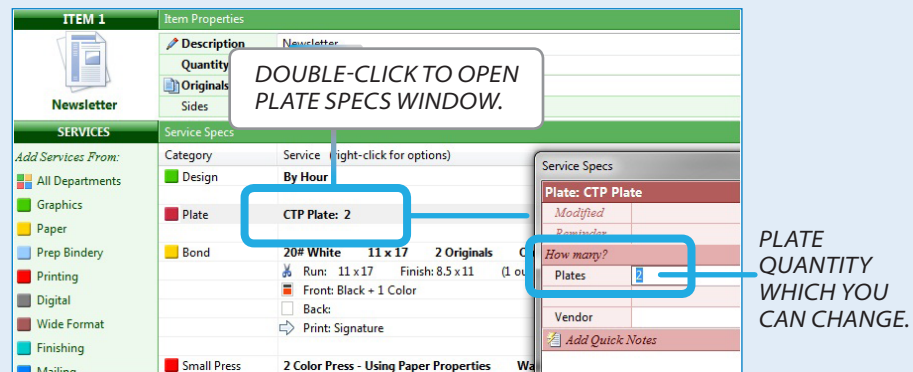 ITEM 1
Item Properties
Description Newsletter
Quantity
Originals
Sides
Newsletter
DOUBLE-CLICK TO OPEN
PLATE SPECS WINDOW.
SERVICES
Service Specs
Add Services From:
Category Service (right-click for options)
All Departments
Design By Hour
Graphics
Plate CTP Plate: 2
Paper
Prep Bindery
Bond 20# White 11 x 17 2 Originals
Printing
Run: 11 x 17 Finish: 8.5 x 11 (1 ou
Digital
Front: Black + 1 Color
Back:
Wide Format
Print: Signature
Finishing
Mailing
Small Press 2 Color Press - Using Paper Properties Wa
Service Specs
Plate: CTP Plate
Modified
Reminder
How many?
Plates 2
Vendor
Add Quick Notes
PLATE
QUANTITY
WHICH YOU
CAN CHANGE.